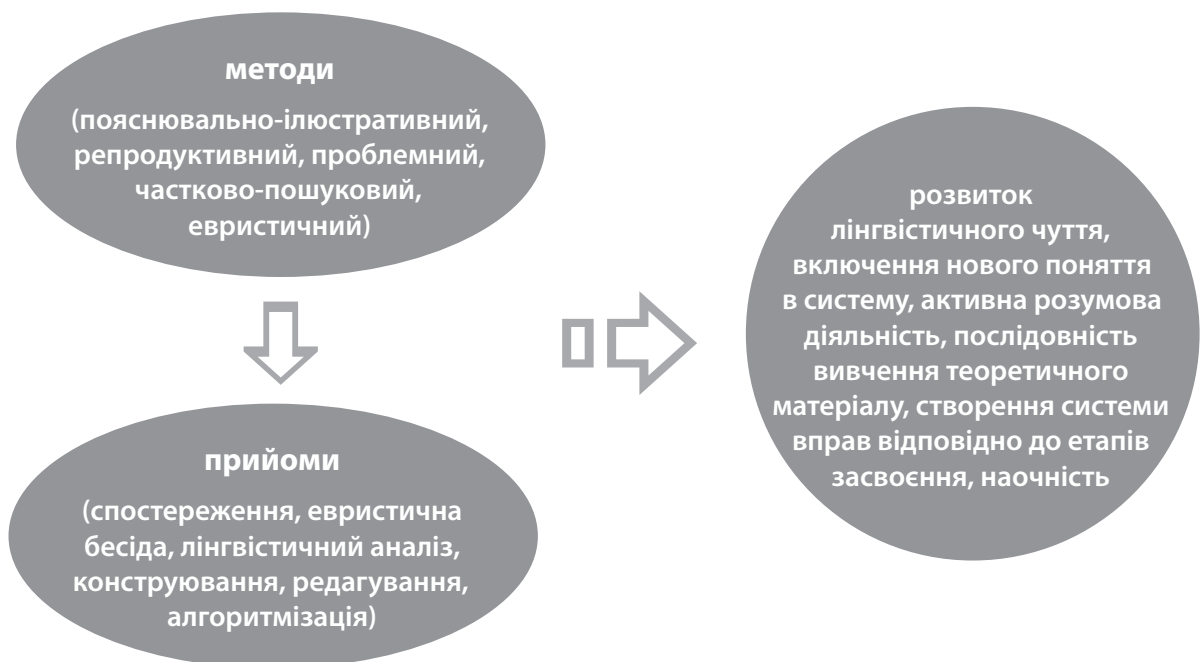 методи
(пояснювально-ілюстративний,
репродуктивний, проблемний,
частково-пошуковий,
евристичний)
прийоми
(спостереження, евристична
бесіда, лінгвістичний аналіз,
конструювання, редагування,
алгоритмізація)
розвиток
лінгвістичного чуття,
включення нового поняття
в систему, активна розумова
діяльність, послідовність
вивчення теоретичного
матеріалу, створення системи
вправ відповідно до етапів
засвоєння, наочність